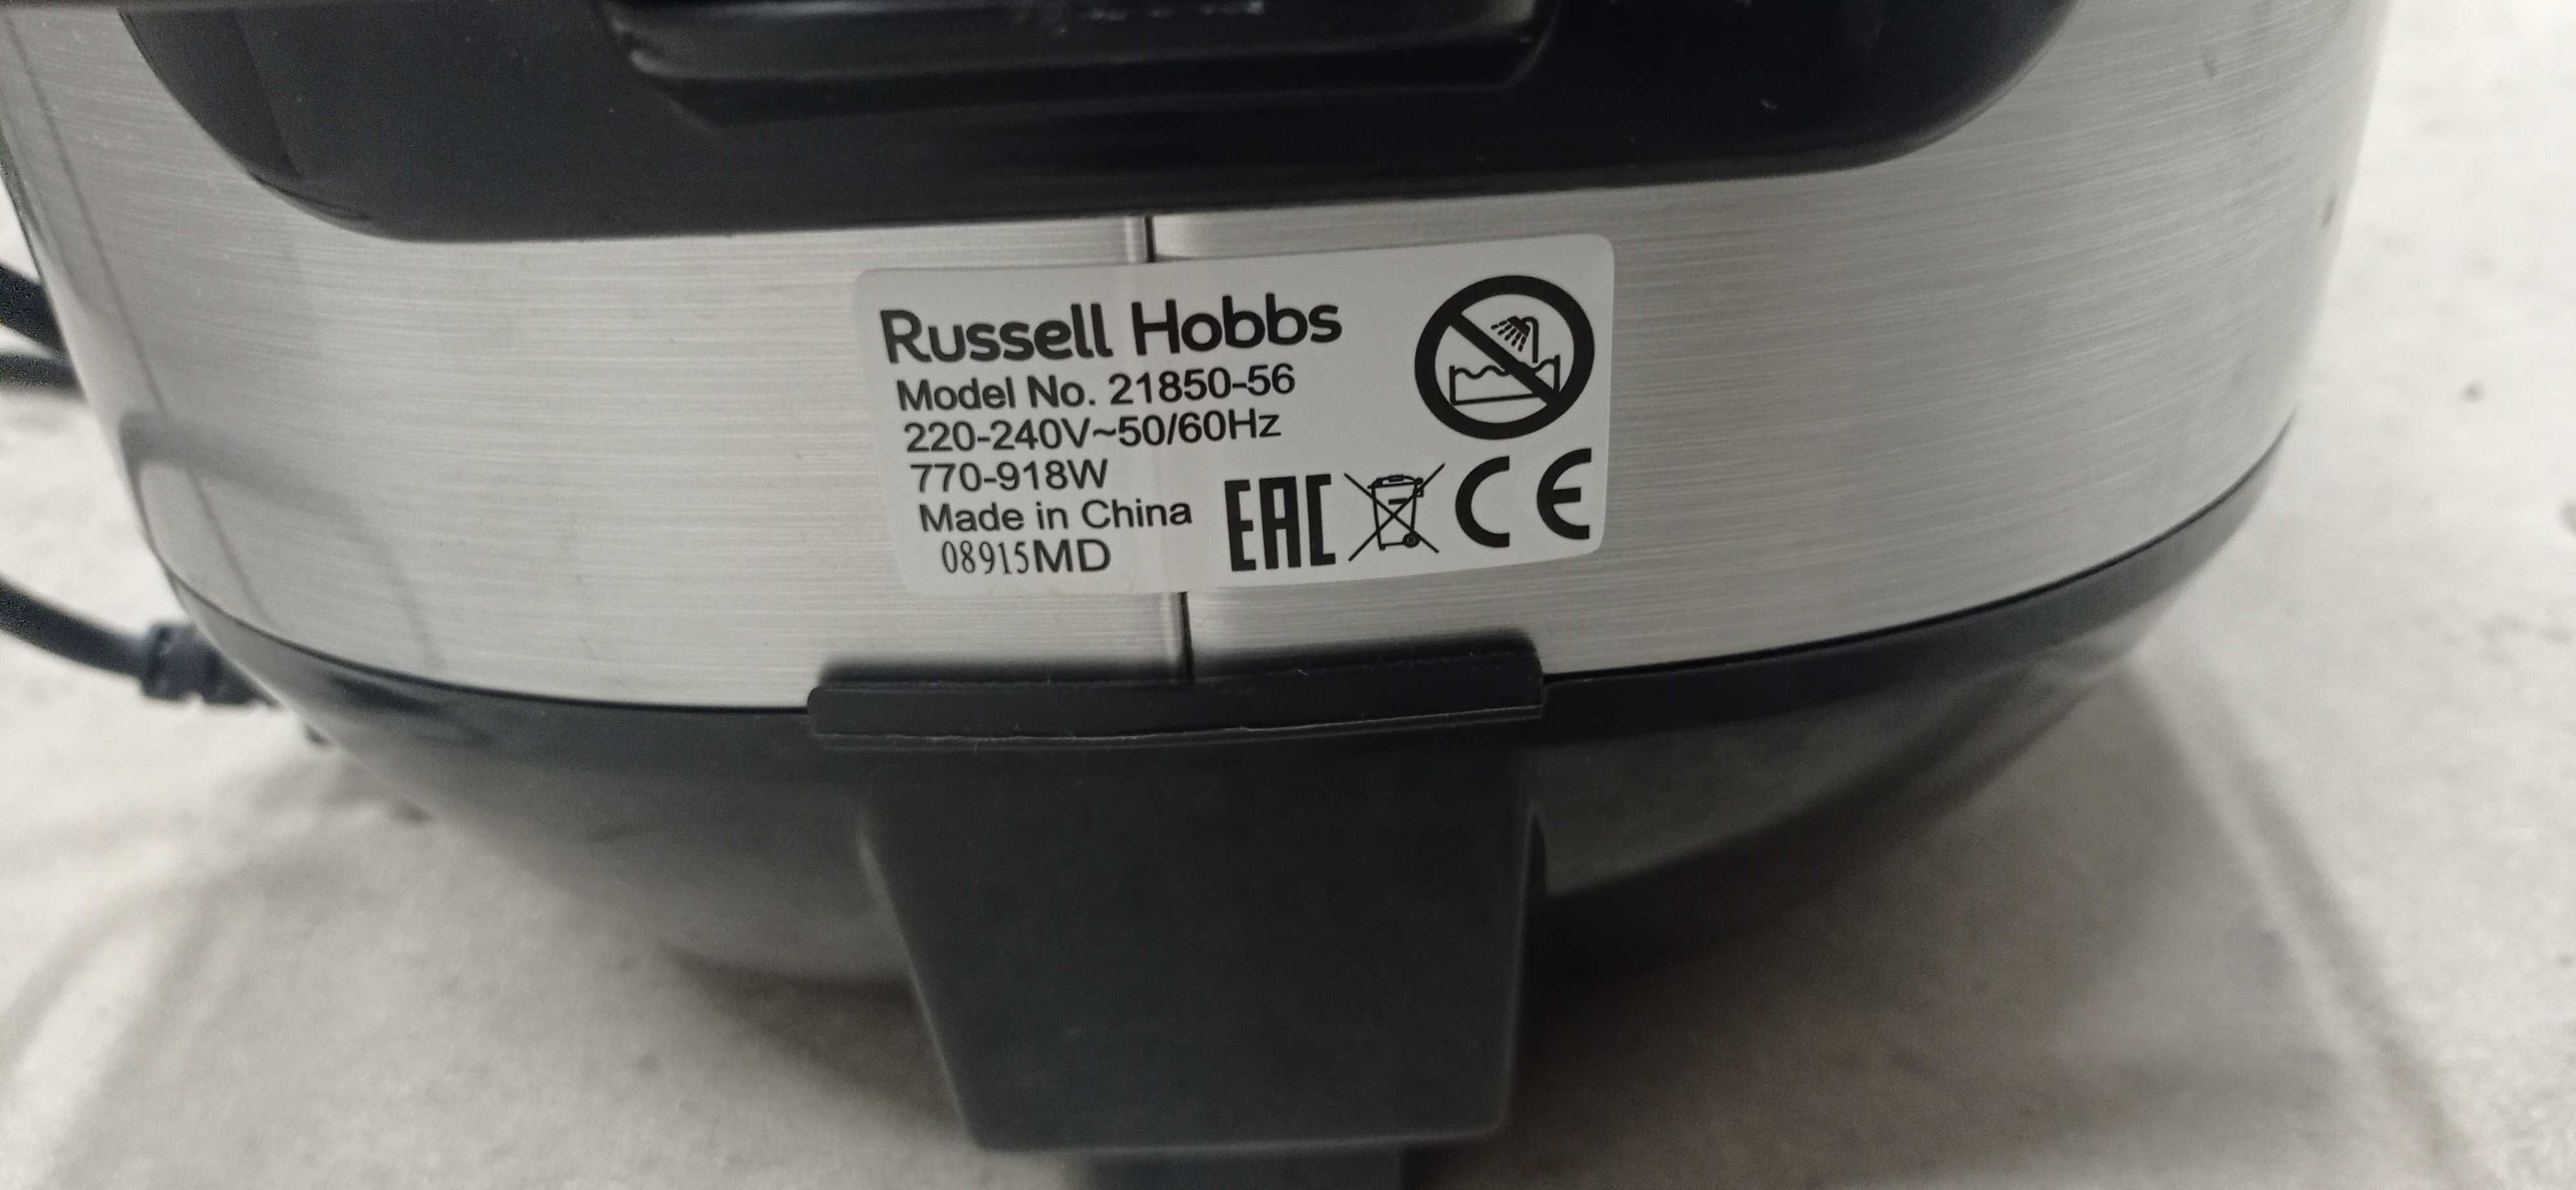 Russell Hobbs
Model No. 21850-56
220-240V~50/60Hz
770-918W
Made in China
08915MD
EAC CE